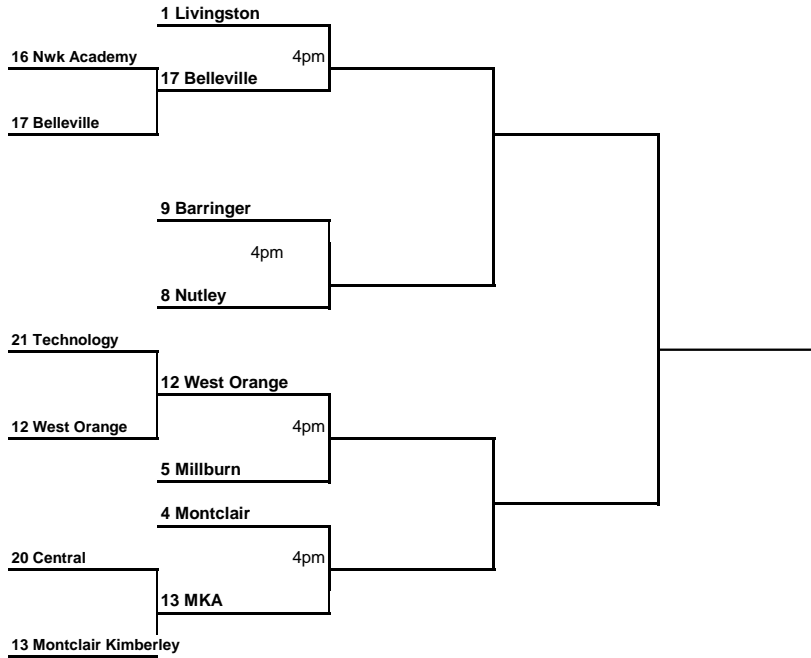 1 Livingston
16 Nwk Academy
4pm
17 Belleville
17 Belleville
9 Barringer
4pm
8 Nutley
21 Technology
12 West Orange
12 West Orange
4pm
5 Millburn
4 Montclair
20 Central
4pm
13 MKA
13 Montclair Kimberley